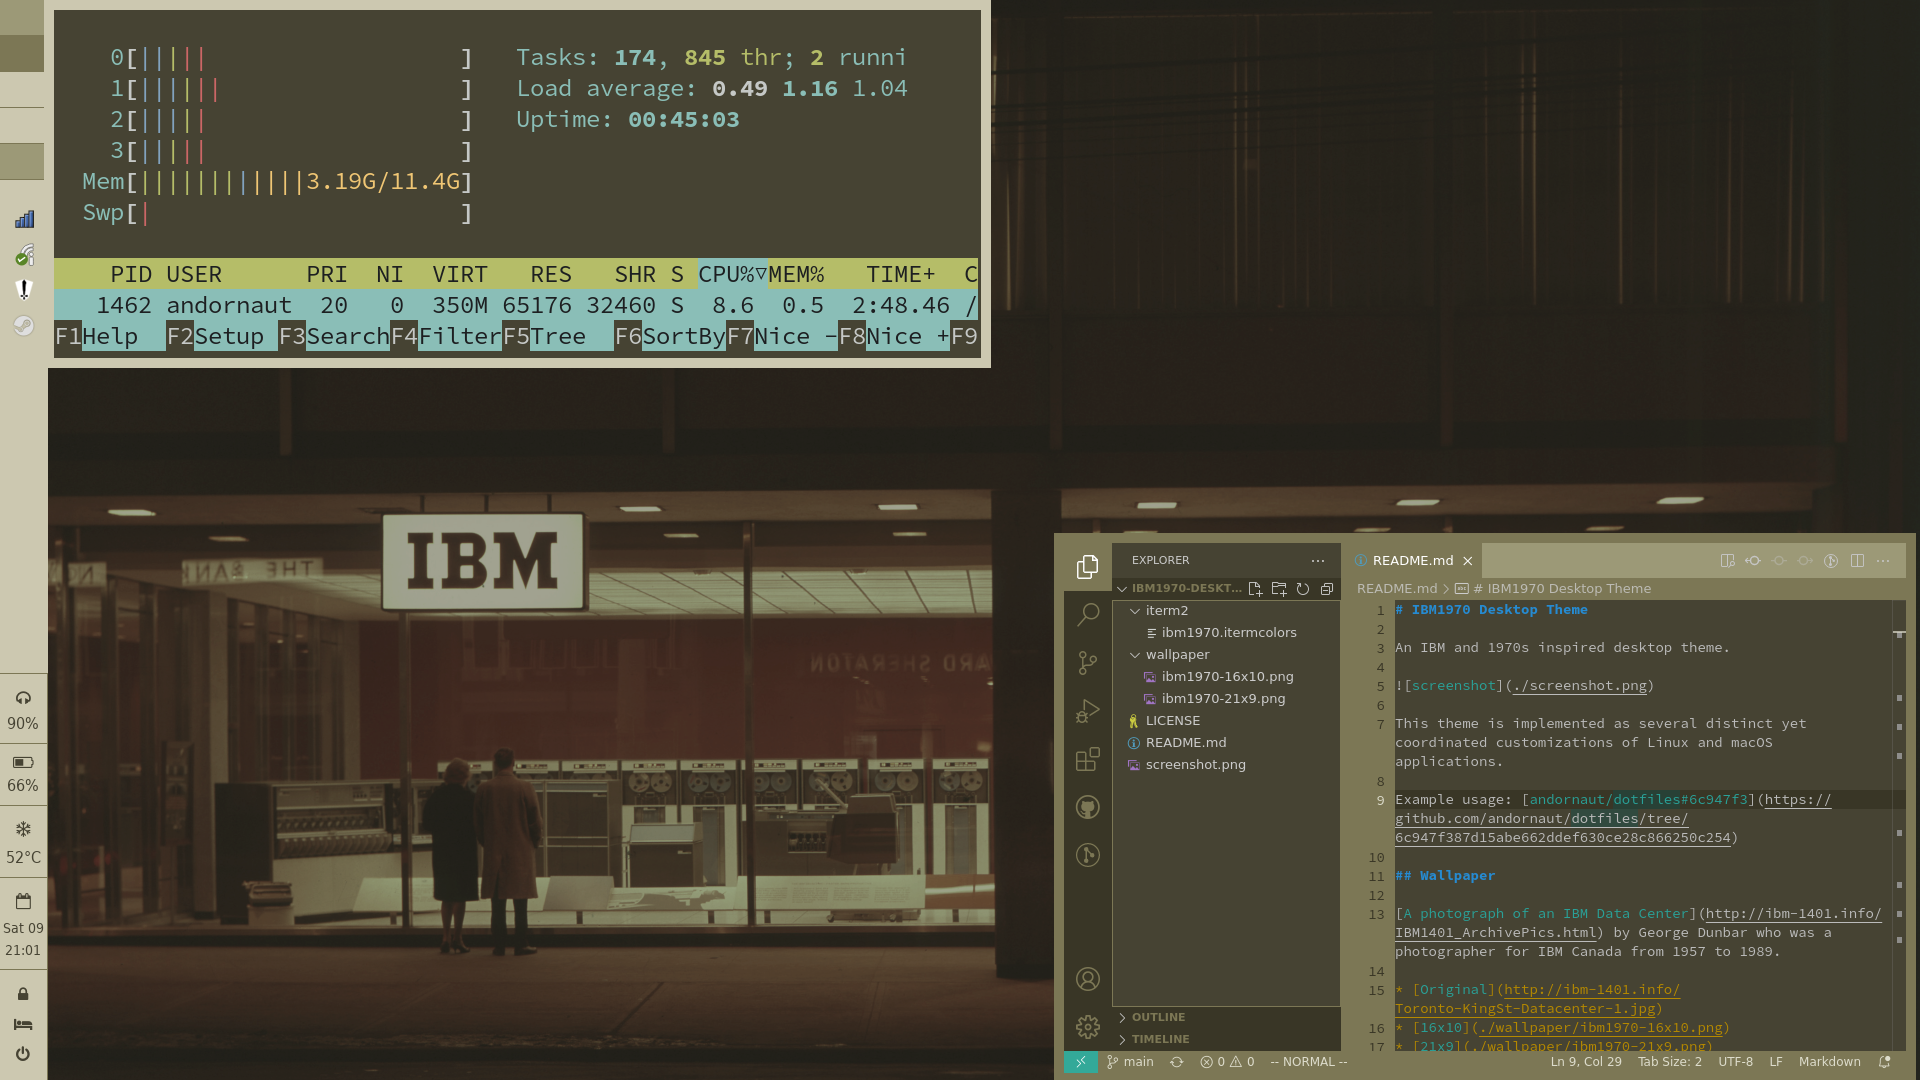 0[||||| ]
1[|||||| ]
2[||||| ]
3[||||| ]
Mem[||||||||||||3.19G/11.4G]
Swp[| ]
Tasks: 174, 845 thr; 2 runni
Load average: 0.49 1.16 1.04
Uptime: 00:45:03
PID USER PRI NI VIRT RES SHR S CPU%▽MEM% TIME+ C
1462 andornaut 20 0 350M 65176 32460 S 8.6 0.5 2:48.46 /
F1Help F2Setup F3SearchF4FilterF5Tree F6SortByF7Nice -F8Nice +F9
90%
66%
52°C
Sat 09
21:01
THE BANK
IBM
ARD SHERATON
EXPLORER
IBM1970-DESKT...
iterm2
ibm1970.itermcolors
wallpaper
ibm1970-16x10.png
ibm1970-21x9.png
LICENSE
README.md
screenshot.png
OUTLINE
TIMELINE
README.md
README.md > # IBM1970 Desktop Theme
1 # IBM1970 Desktop Theme
2
3 An IBM and 1970s inspired desktop theme.
4
5 ![screenshot](./screenshot.png)
6
7 This theme is implemented as several distinct yet
coordinated customizations of Linux and macOS
applications.
8
9 Example usage: [andornaut/dotfiles#6c947f3](https://
github.com/andornaut/dotfiles/tree/
6c947f387d15abe662ddef630ce28c866250c254)
10
11 ## Wallpaper
12
13 [A photograph of an IBM Data Center](http://ibm-1401.info/
IBM1401_ArchivePics.html) by George Dunbar who was a
photographer for IBM Canada from 1957 to 1989.
14
15 * [Original](http://ibm-1401.info/
Toronto-KingSt-Datacenter-1.jpg)
16 * [16x10](./wallpaper/ibm1970-16x10.png)
17 * [21x9](./wallpaper/ibm1970-21x9.png)
main 0 0 -- NORMAL -- Ln 9, Col 29 Tab Size: 2 UTF-8 LF Markdown